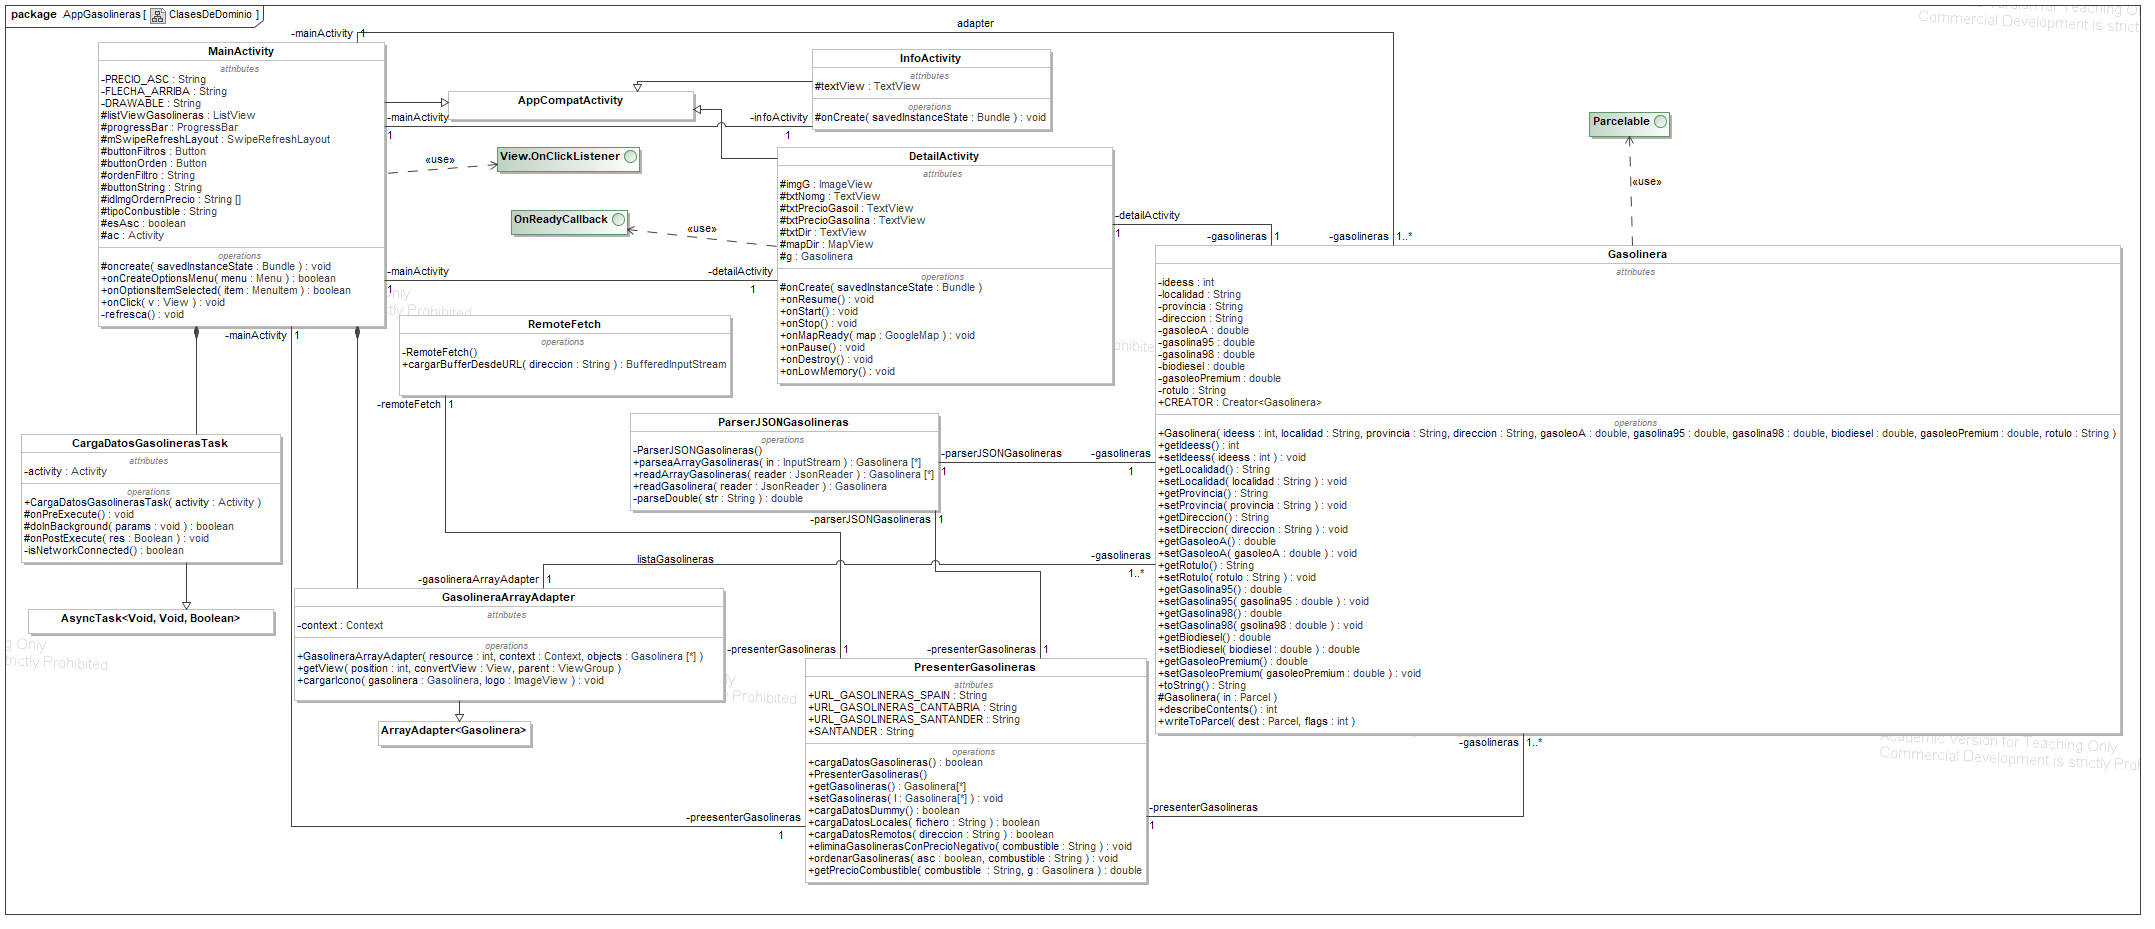 package AppGasolineras [ ClasesDeDominio ]
adapter
-mainActivity 1
MainActivity
attributes
-PRECIO_ASC : String
-FLECHA_ARRIBA : String
-DRAWABLE : String
#listViewGasolineras : ListView
#progressBar : ProgressBar
#mSwipeRefreshLayout : SwipeRefreshLayout
#buttonFiltros : Button
#buttonOrden : Button
#ordenFiltro : String
#buttonString : String
#idImgOrdernPrecio : String []
#tipoConbustible : String
#esAsc : boolean
#ac : Activity
operations
#oncreate( savedInstanceState : Bundle ) : void
+onCreateOptionsMenu( menu : Menu ) : boolean
+onOptionsItemSelected( item : MenuItem ) : boolean
+onClick( v : View ) : void
-refresca() : void
AppCompatActivity
InfoActivity
attributes
#textView : TextView
operations
#onCreate( savedInstanceState : Bundle ) : void
-mainActivity
1
-infoActivity
1
«use»
View.OnClickListener
OnReadyCallback
«use»
DetailActivity
attributes
#imgG : ImageView
#txtNomg : TextView
#txtPrecioGasoil : TextView
#txtPrecioGasolina : TextView
#txtDir : TextView
#mapDir : MapView
#g : Gasolinera
operations
#onCreate( savedInstanceState : Bundle )
+onResume() : void
+onStart() : void
+onStop() : void
+onMapReady( map : GoogleMap ) : void
+onPause() : void
+onDestroy() : void
+onLowMemory() : void
-mainActivity
1
-detailActivity
1
-detailActivity
1
-gasolineras 1
-gasolineras 1..*
Parcelable
«use»
Gasolinera
attributes
-ideess : int
-localidad : String
-provincia : String
-direccion : String
-gasoleoA : double
-gasolina95 : double
-gasolina98 : double
-biodiesel : double
-gasoleoPremium : double
-rotulo : String
+CREATOR : Creator<Gasolinera>
operations
+Gasolinera( ideess : int, localidad : String, provincia : String, direccion : String, gasoleoA : double, gasolina95 : double, gasolina98 : double, biodiesel : double, gasoleoPremium : double, rotulo : String )
+getIdeess() : int
+setIdeess( ideess : int ) : void
+getLocalidad() : String
+setLocalidad( localidad : String ) : void
+getProvincia() : String
+setProvincia( provincia : String ) : void
+getDireccion() : String
+setDireccion( direccion : String ) : void
+getGasoleoA() : double
+setGasoleoA( gasoleoA : double ) : void
+getRotulo() : String
+setRotulo( rotulo : String ) : void
+getGasolina95() : double
+setGasolina95( gasolina95 : double ) : void
+getGasolina98() : double
+setGasolina98( gsolina98 : double ) : void
+getBiodiesel() : double
+setBiodiesel( biodiesel : double ) : double
+getGasoleoPremium() : double
+setGasoleoPremium( gasoleoPremium : double ) : void
+toString() : String
#Gasolinera( in : Parcel )
+describeContents() : int
+writeToParcel( dest : Parcel, flags : int )
-mainActivity 1
RemoteFetch
operations
-RemoteFetch()
+cargarBufferDesdeURL( direccion : String ) : BufferedInputStream
-remoteFetch 1
ParserJSONGasolineras
operations
-ParserJSONGasolineras()
+parseaArrayGasolineras( in : InputStream ) : Gasolinera [*]
+readArrayGasolineras( reader : JsonReader ) : Gasolinera [*]
+readGasolinera( reader : JsonReader ) : Gasolinera
-parseDouble( str : String ) : double
-parserJSONGasolineras
1
-gasolineras
1
-parserJSONGasolineras 1
CargaDatosGasolinerasTask
attributes
-activity : Activity
operations
+CargaDatosGasolinerasTask( activity : Activity )
#onPreExecute() : void
#doInBackground( params : void ) : boolean
#onPostExecute( res : Boolean ) : void
-isNetworkConnected() : boolean
AsyncTask<Void, Void, Boolean>
listaGasolineras
-gasolineraArrayAdapter 1
-gasolineras
1..*
GasolineraArrayAdapter
attributes
-context : Context
operations
+GasolineraArrayAdapter( resource : int, context : Context, objects : Gasolinera [*] )
+getView( position : int, convertView : View, parent : ViewGroup )
+cargarIcono( gasolinera : Gasolinera, logo : ImageView ) : void
ArrayAdapter<Gasolinera>
-presenterGasolineras 1
-presenterGasolineras 1
PresenterGasolineras
attributes
+URL_GASOLINERAS_SPAIN : String
+URL_GASOLINERAS_CANTABRIA : String
+URL_GASOLINERAS_SANTANDER : String
+SANTANDER : String
operations
+cargaDatosGasolineras() : boolean
+PresenterGasolineras()
+getGasolineras() : Gasolinera[*]
+setGasolineras( l : Gasolinera[*] ) : void
+cargaDatosDummy() : boolean
+cargaDatosLocales( fichero : String ) : boolean
+cargaDatosRemotos( direccion : String ) : boolean
+eliminaGasolinerasConPrecioNegativo( combustible : String ) : void
+ordenarGasolineras( asc : boolean, combustible : String ) : void
+getPrecioCombustible( combustible : String, g : Gasolinera ) : double
-preesenterGasolineras
1
-presenterGasolineras
1
-gasolineras 1..*
Commercial Development is strictly
Academic Version for Teaching Only
Commercial Development is strictly